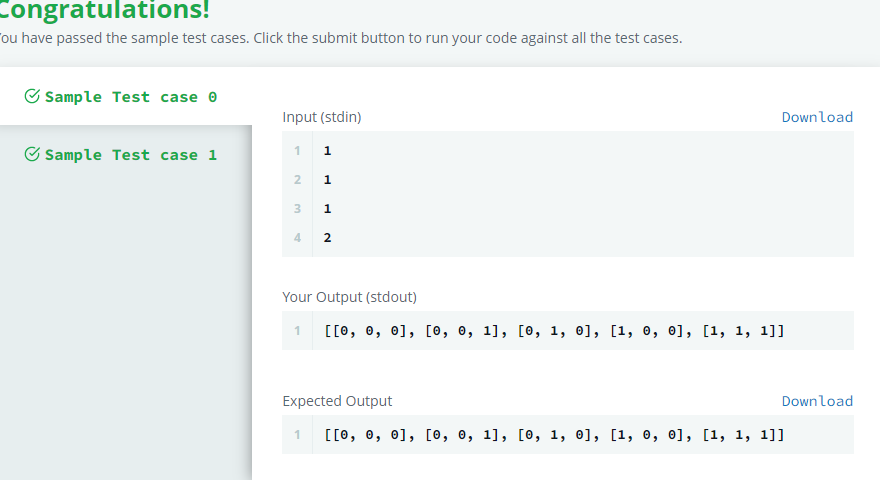 Congratulations!
You have passed the sample test cases. Click the submit button to run your code against all the test cases.
Sample Test case 0
Sample Test case 1
Input (stdin)
Download
1 1
2 1
3 1
4 2
Your Output (stdout)
1 [[0, 0, 0], [0, 0, 1], [0, 1, 0], [1, 0, 0], [1, 1, 1]]
Expected Output
Download
1 [[0, 0, 0], [0, 0, 1], [0, 1, 0], [1, 0, 0], [1, 1, 1]]